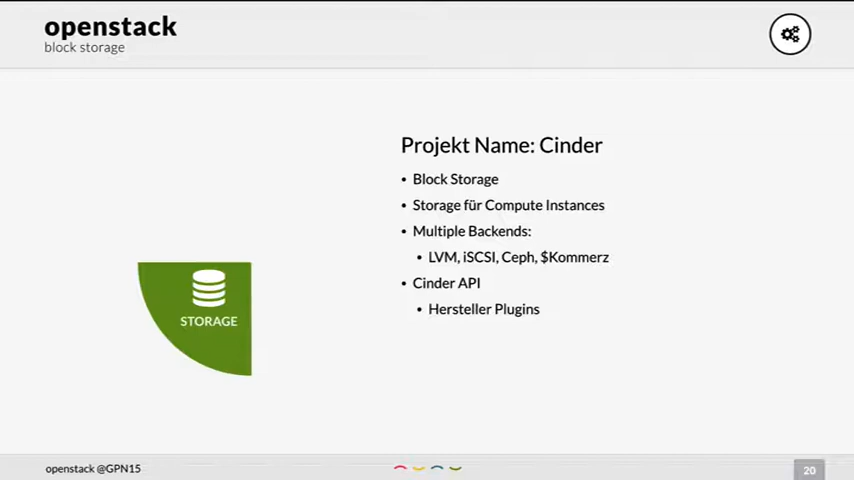 openstack
block storage
Projekt Name: Cinder
• Block Storage
• Storage für Compute Instances
• Multiple Backends:
• LVM, iSCSI, Ceph, $Kommerz
• Cinder API
• Hersteller Plugins
STORAGE
openstack @GPN15
20